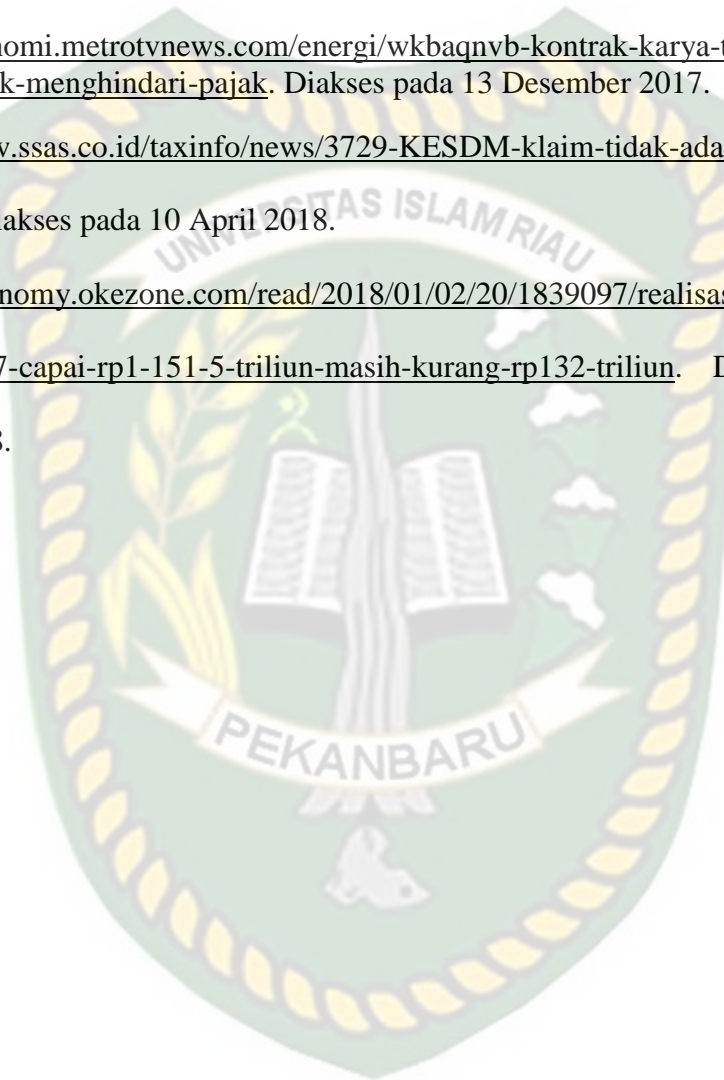 nomi.metrotvnews.com/energi/wkbaqnvb-kontrak-karya-t
k-menghindari-pajak. Diakses pada 13 Desember 2017.
w.ssas.co.id/taxinfo/news/3729-KESDM-klaim-tidak-ada
iakses pada 10 April 2018.
UNIVERSITAS ISLAM RIAU
nomy.okezone.com/read/2018/01/02/20/1839097/realisas
7-capai-rp1-151-5-triliun-masih-kurang-rp132-triliun. D
8.
PEKANBARU